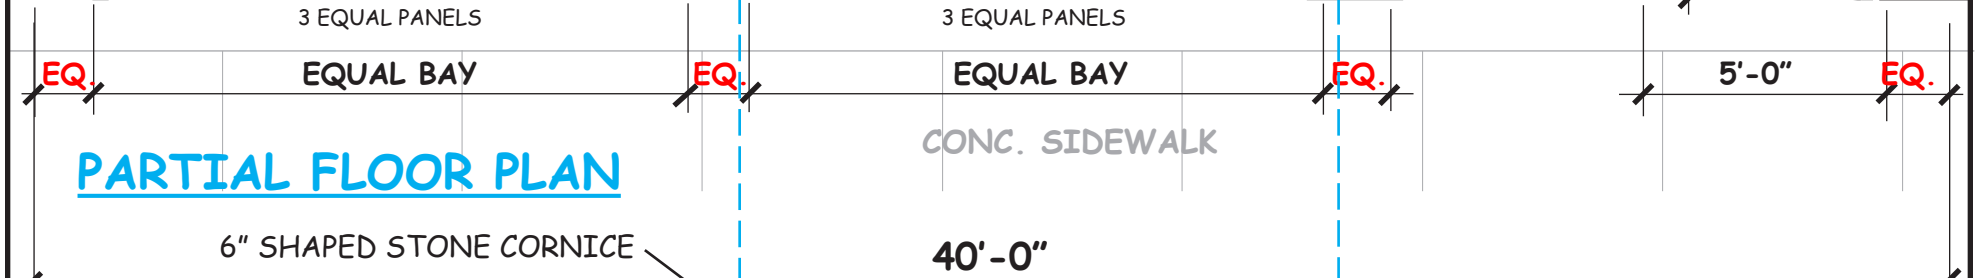 3 EQUAL PANELS 3 EQUAL PANELS
EQ. EQUAL BAY EQ. EQUAL BAY EQ. 5'-0" EQ.
CONC. SIDEWALK
PARTIAL FLOOR PLAN
6" SHAPED STONE CORNICE 40'-0"